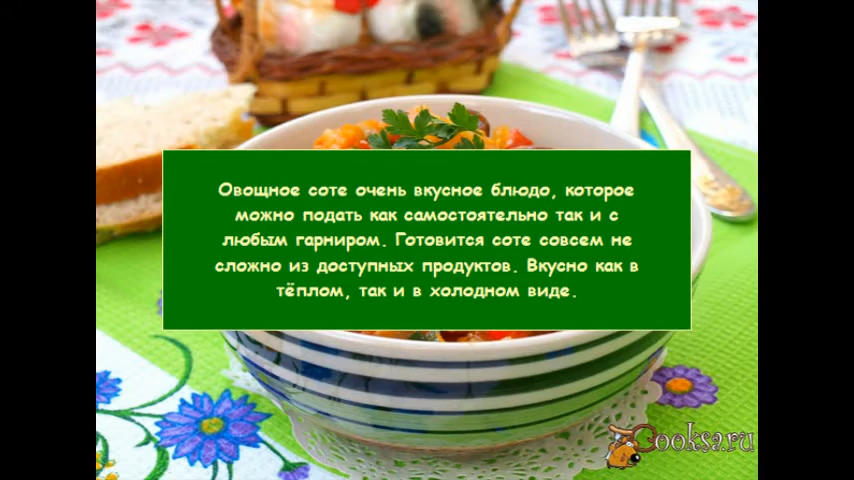 Овощное соте очень вкусное блюдо, которое
можно подать как самостоятельно так и с
любым гарниром. Готовится соте совсем не
сложно из доступных продуктов. Вкусно как в
тёплом, так и в холодном виде.
Cooksa.ru